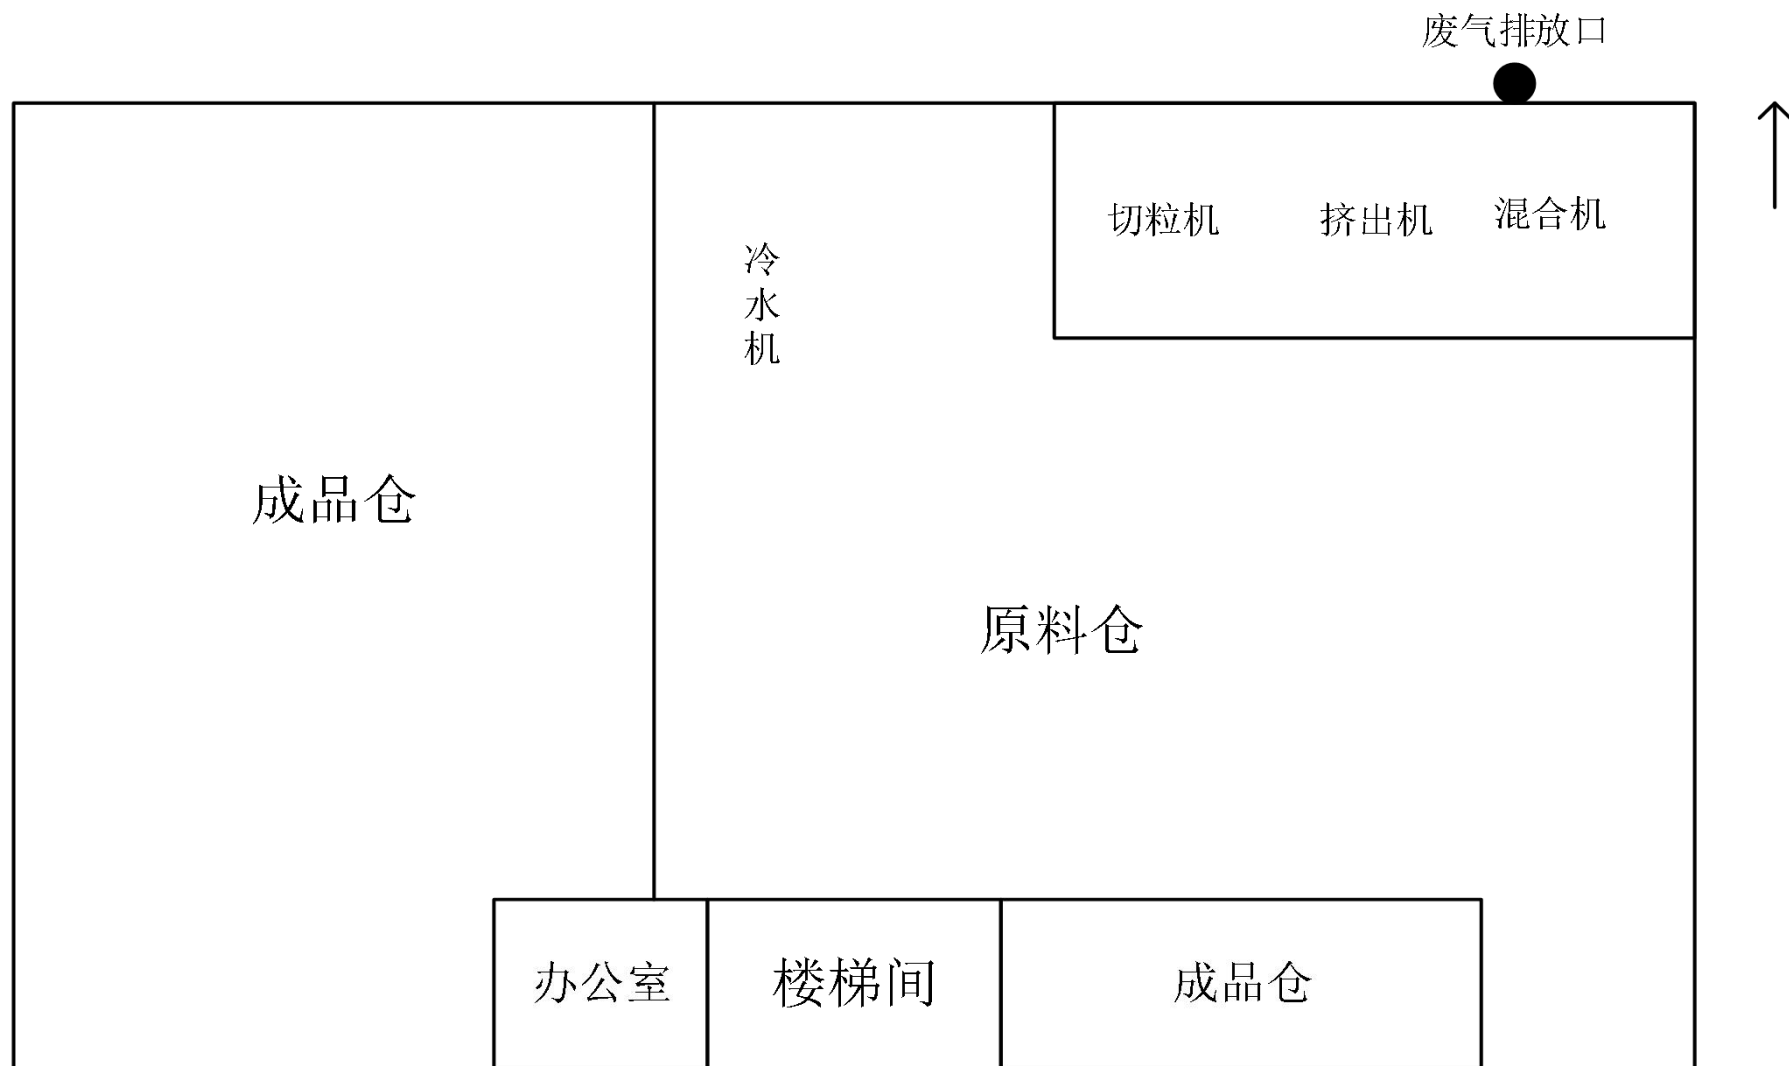 废气排放口
切粒机
挤出机
混合机
冷水机
成品仓
原料仓
办公室
楼梯间
成品仓